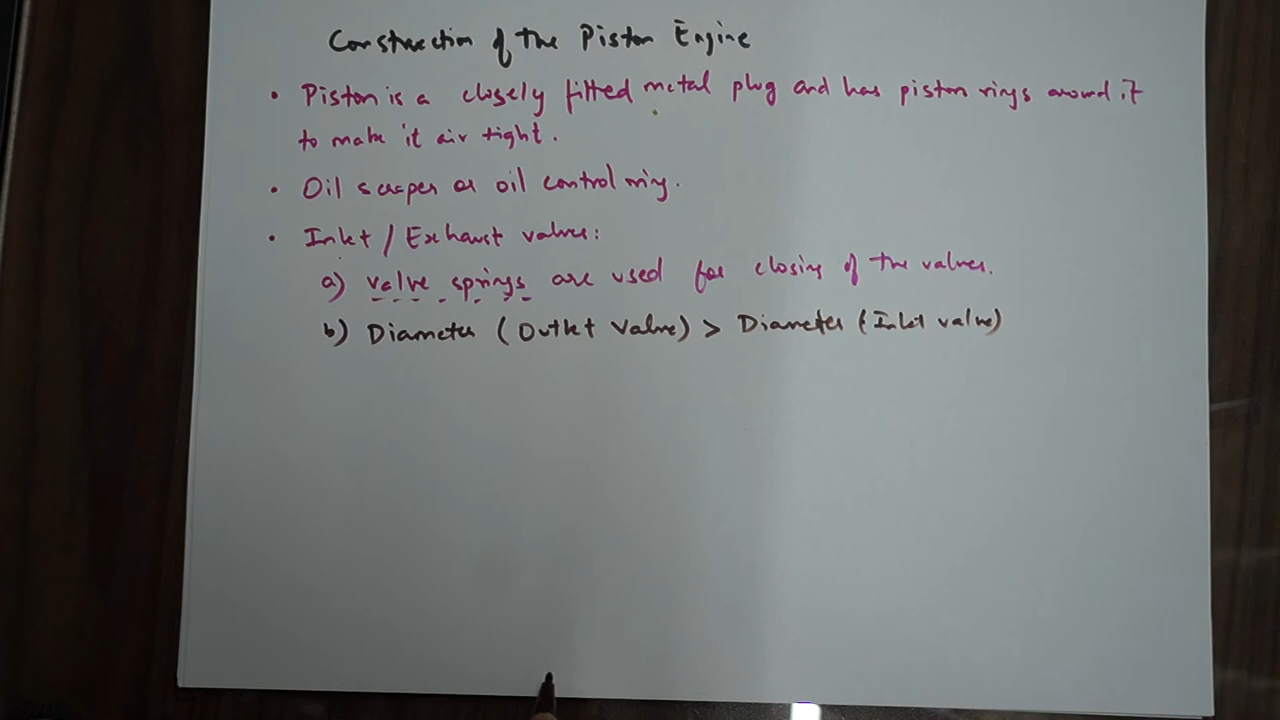 Construction of the Piston Engine
• Piston is a closely fitted metal plug and has piston rings around it
to make it air tight.
• Oil scraper or oil control ring.
• Inlet / Exhaust valves:
a) valve springs are used for closing of the valves.
b) Diameter (Outlet Valve) > Diameter (Inlet valve)